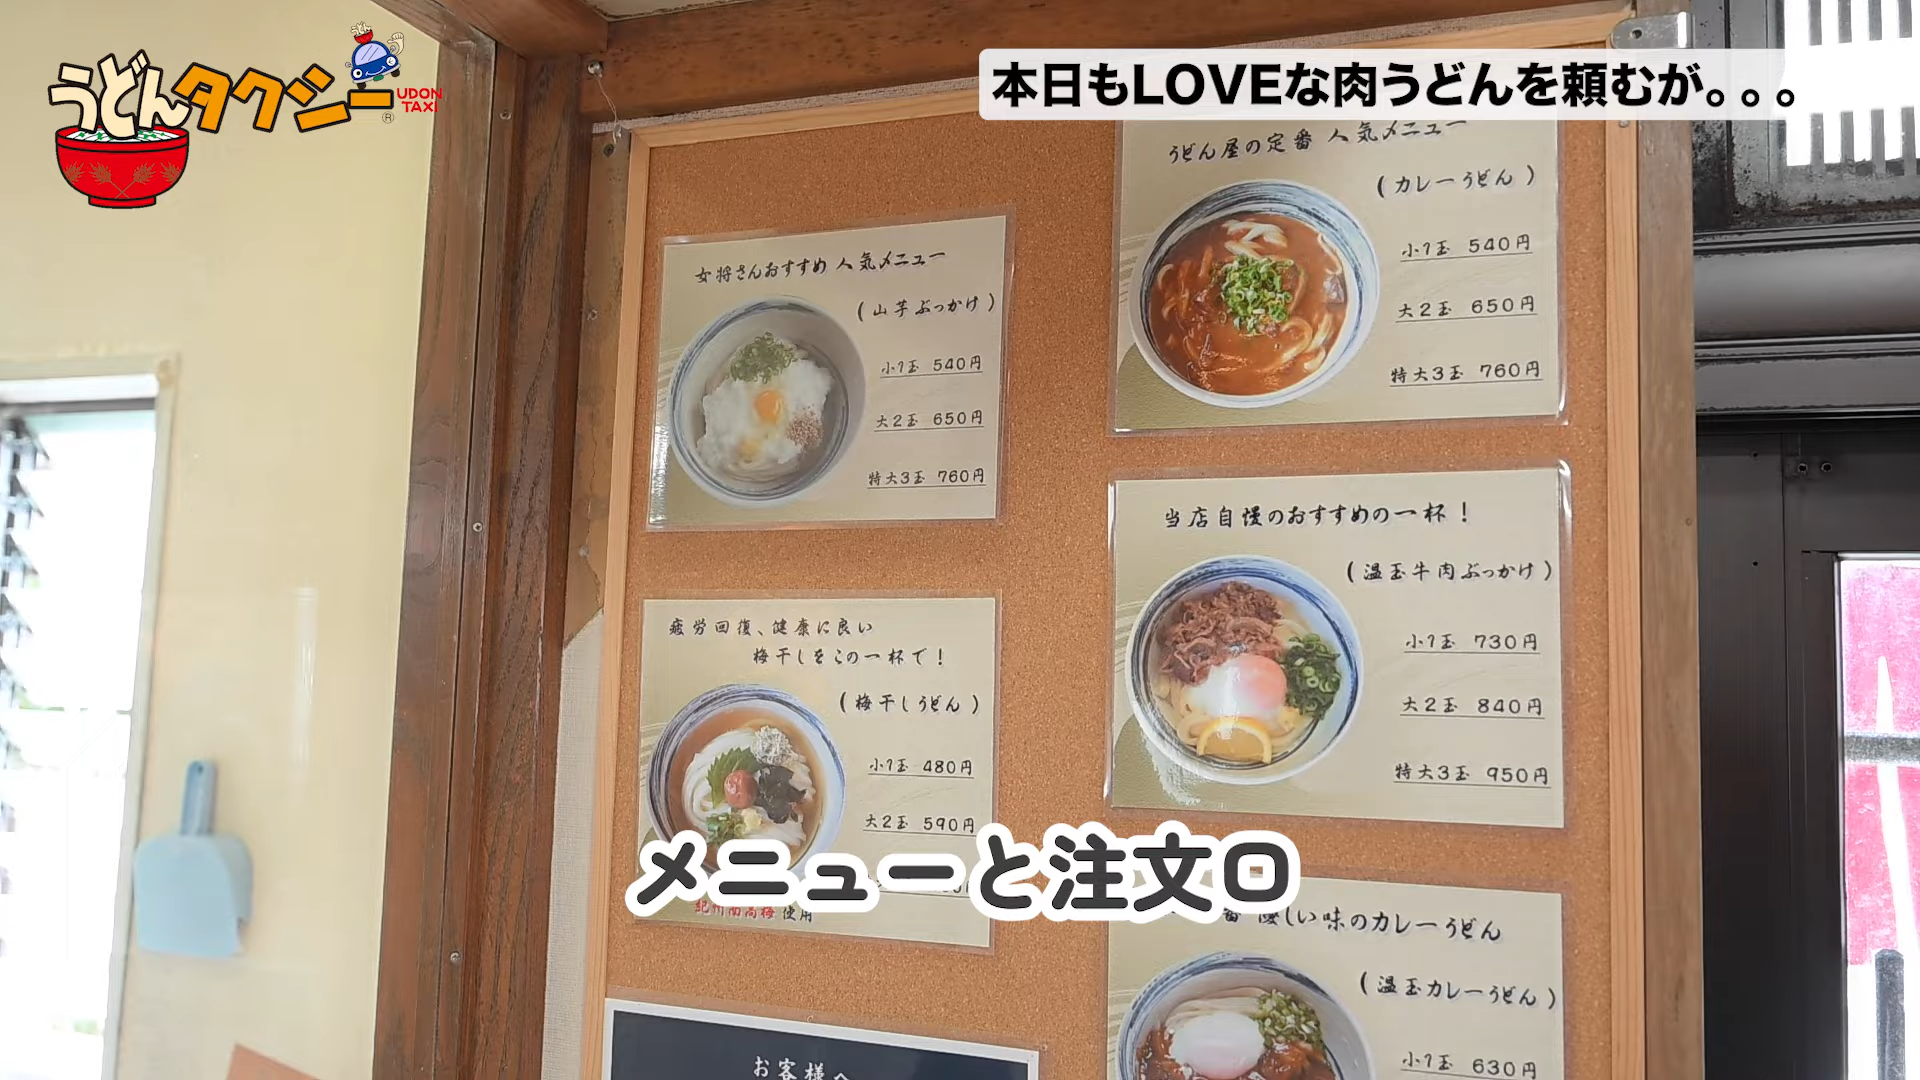 うどんタクシー
UDON
TAXI
®
本日もLOVEな肉うどんを頼むが。。。
うどん屋の定番 人気メニュー
(カレーうどん)
小1玉 540円
大2玉 650円
特大3玉 760円
女将さんおすすめ 人気メニュー
(山芋ぶっかけ)
小1玉 540円
大2玉 650円
特大3玉 760円
当店自慢のおすすめの一杯!
(温玉牛肉ぶっかけ)
小1玉 730円
大2玉 840円
特大3玉 950円
疲労回復、健康に良い
梅干しをこの一杯で!
(梅干しうどん)
小1玉 480円
大2玉 590円
紀州南高梅使用
メニューと注文口
番 優しい味のカレーうどん
(温玉カレーうどん)
小1玉 630円
お客様へ